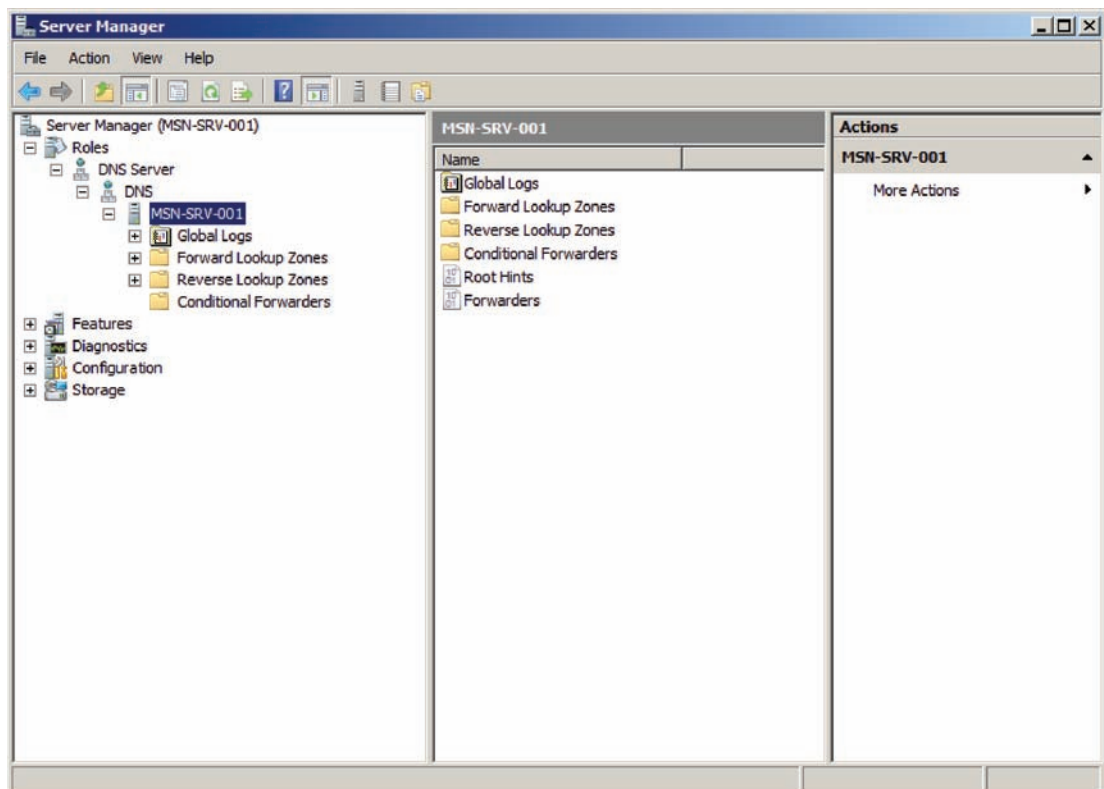 Server Manager
File Action View Help
Server Manager (MSN-SRV-001)
Roles
DNS Server
DNS
MSN-SRV-001
Global Logs
Forward Lookup Zones
Reverse Lookup Zones
Conditional Forwarders
Features
Diagnostics
Configuration
Storage
MSN-SRV-001
Name
Global Logs
Forward Lookup Zones
Reverse Lookup Zones
Conditional Forwarders
Root Hints
Forwarders
Actions
MSN-SRV-001
More Actions